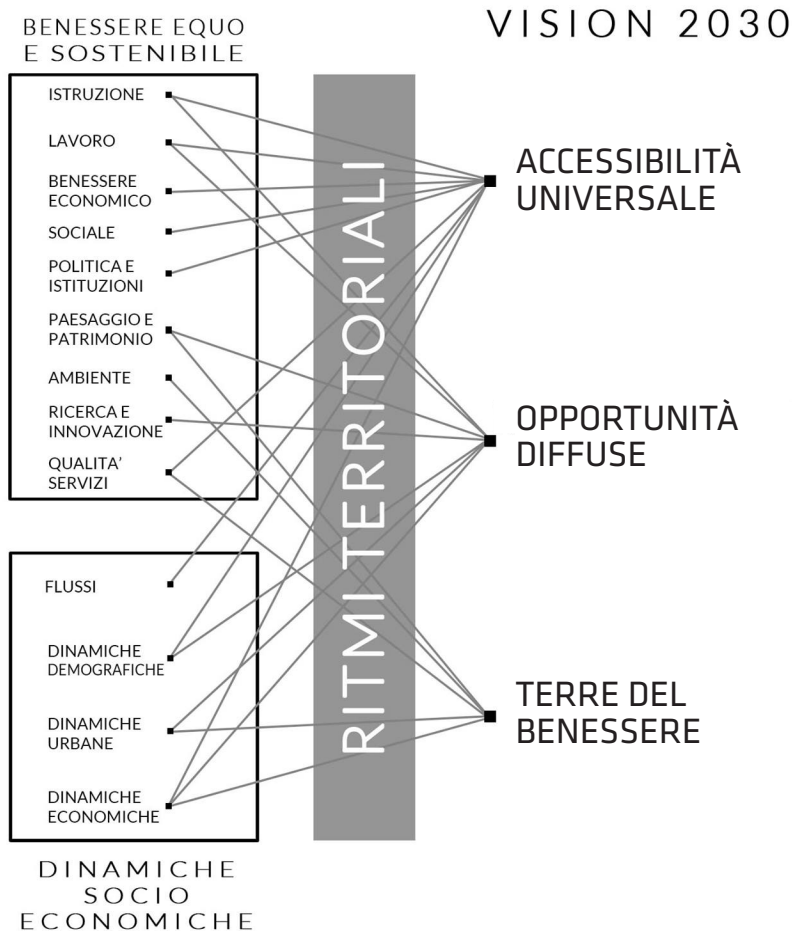 BENESSERE EQUO
E SOSTENIBILE
VISION 2030
ISTRUZIONE
LAVORO
BENESSERE
ECONOMICO
SOCIALE
POLITICA E
ISTITUZIONI
PAESAGGIO E
PATRIMONIO
AMBIENTE
RICERCA E
INNOVAZIONE
QUALITA'
SERVIZI
FLUSSI
DINAMICHE
DEMOGRAFICHE
DINAMICHE
URBANE
DINAMICHE
ECONOMICHE
DINAMICHE
SOCIO
ECONOMICHE
RITMI TERRITORIALI
ACCESSIBILITÀ
UNIVERSALE
OPPORTUNITÀ
DIFFUSE
TERRE DEL
BENESSERE